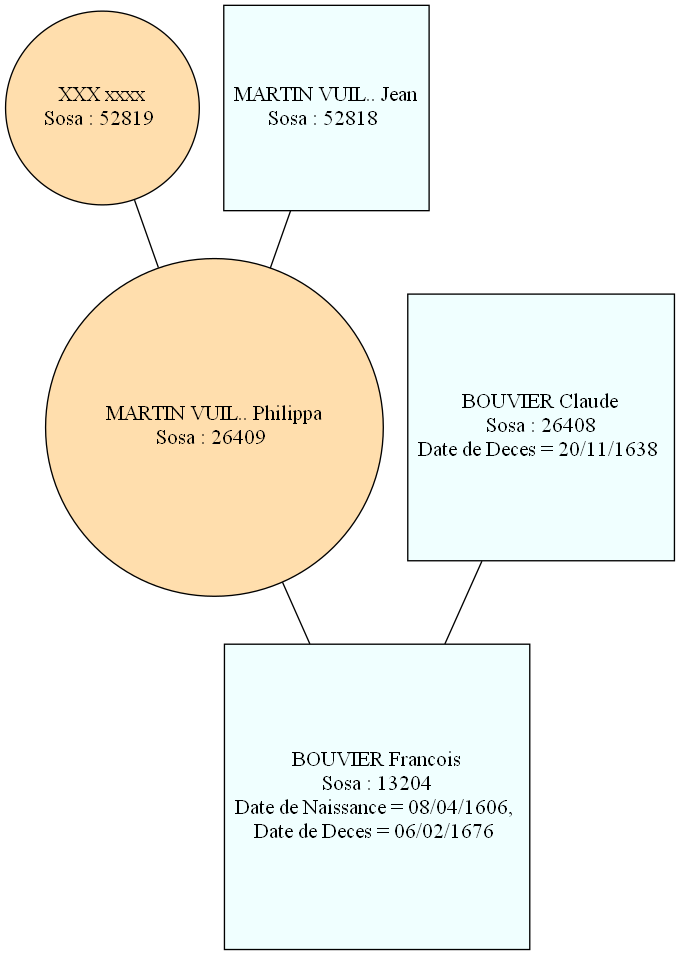 XXX xxxx
Sosa : 52819
MARTIN VUIL.. Jean
Sosa : 52818
MARTIN VUIL.. Philippa
Sosa : 26409
BOUVIER Claude
Sosa : 26408
Date de Deces = 20/11/1638
BOUVIER Francois
Sosa : 13204
Date de Naissance = 08/04/1606,
Date de Deces = 06/02/1676